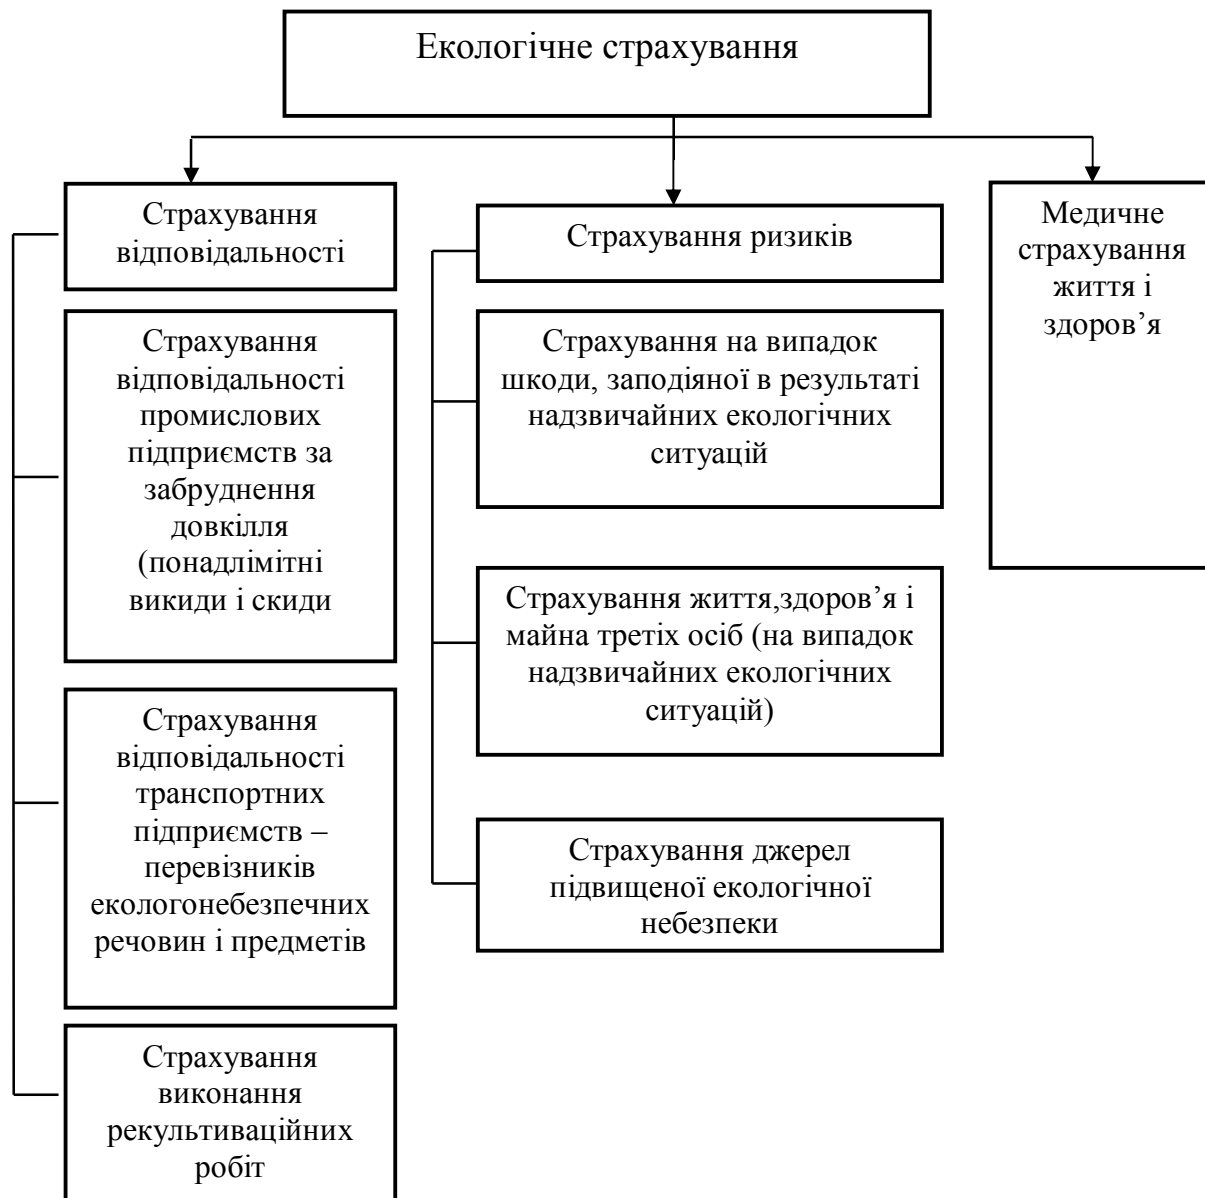 Екологічне страхування
Страхування
відповідальності
Страхування
відповідальності
промислових
підприємств за
забруднення
довкілля
(понадлімітні
викиди і скиди
Страхування
відповідальності
транспортних
підприємств –
перевізників
екологонебезпечних
речовин і предметів
Страхування
виконання
рекультиваційних
робіт
Страхування ризиків
Страхування на випадок
шкоди, заподіяної в результаті
надзвичайних екологічних
ситуацій
Страхування життя,здоров’я і
майна третіх осіб (на випадок
надзвичайних екологічних
ситуацій)
Страхування джерел
підвищеної екологічної
небезпеки
Медичне
страхування
життя і
здоров’я